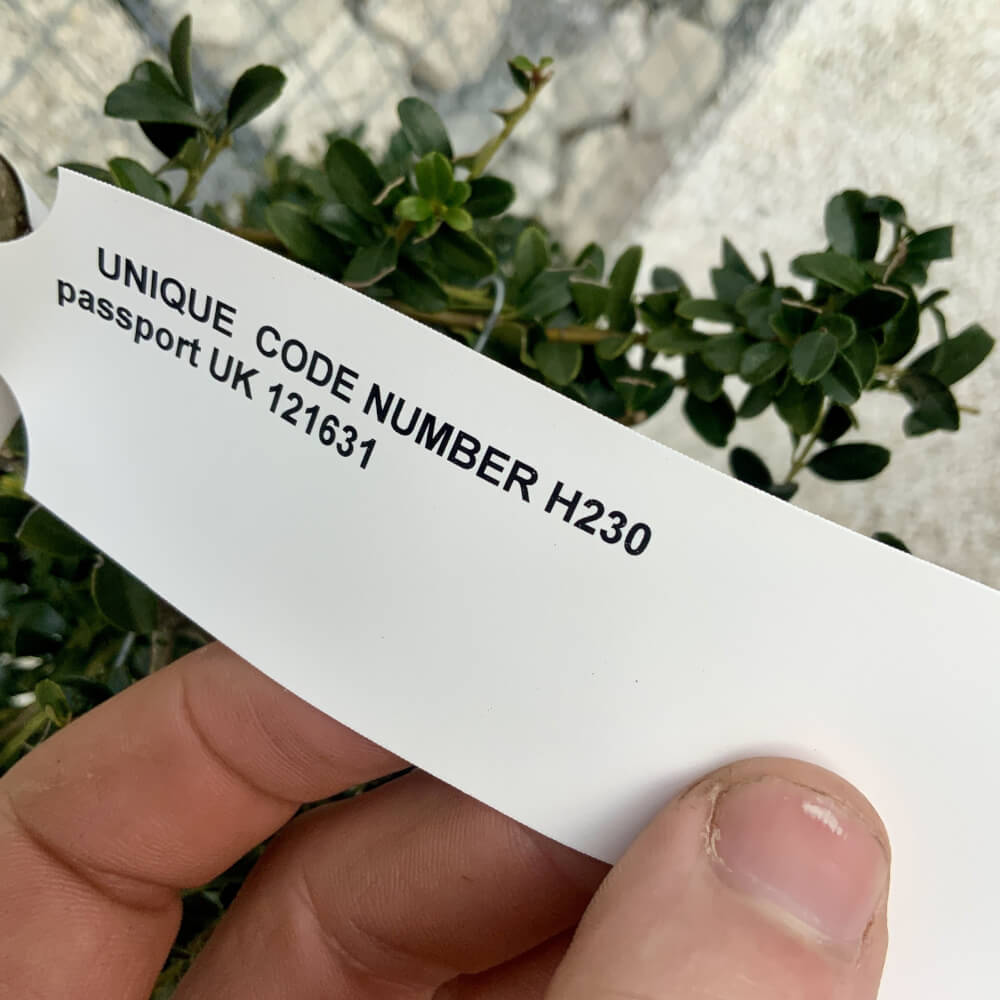 UNIQUE CODE NUMBER H230
passport UK 121631